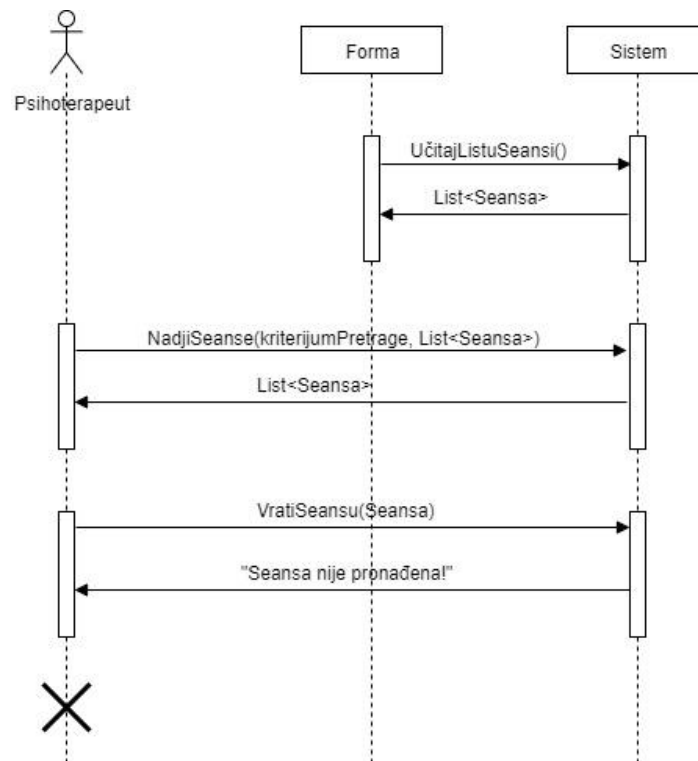 Forma
Sistem
Psihoterapeut
UčitajListuSeansi()
List<Seansa>
NadjiSeanse(kriterijumPretrage, List<Seansa>)
List<Seansa>
VratiSeansu(Seansa)
"Seansa nije pronađena!"